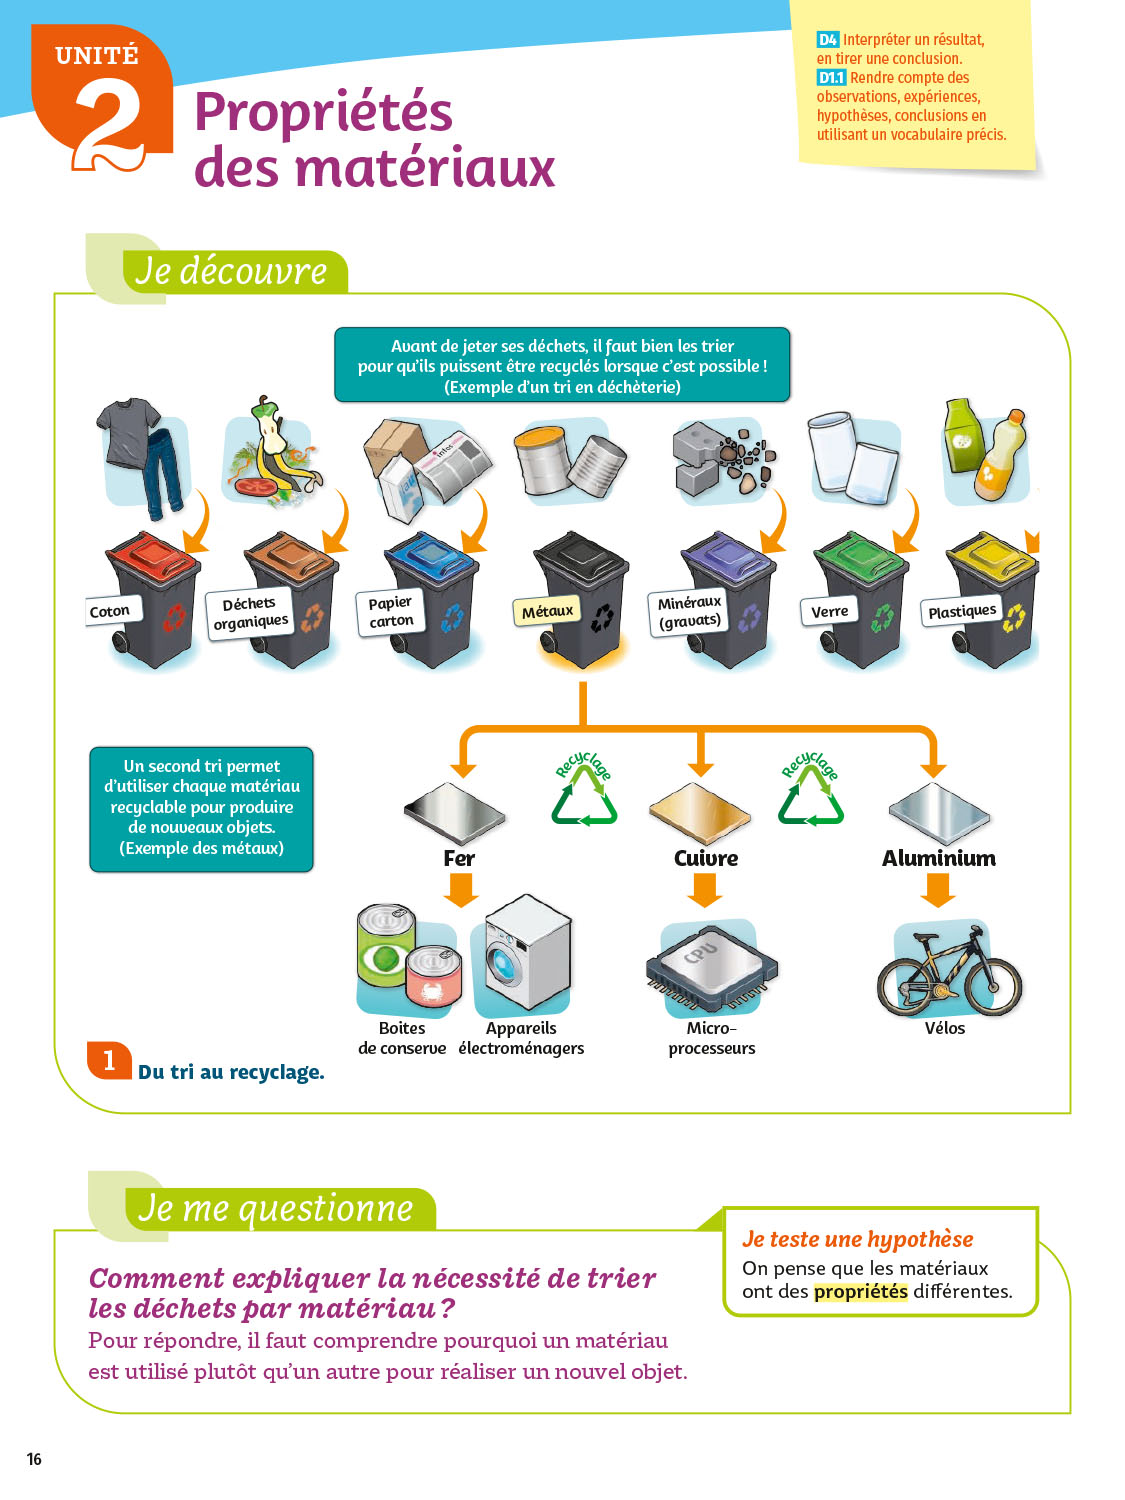 UNITÉ
2
Propriétés
des matériaux
D4 Interpréter un résultat,
en tirer une conclusion.
D1.1 Rendre compte des
observations, expériences,
hypothèses, conclusions en
utilisant un vocabulaire précis.
Je découvre
Avant de jeter ses déchets, il faut bien les trier
pour qu'ils puissent être recyclés lorsque c'est possible !
(Exemple d'un tri en déchèterie)
infos
Coton
Déchets
organiques
Papier
carton
Métaux
Minéraux
(gravats)
Verre
Plastiques
Un second tri permet
d'utiliser chaque matériau
recyclable pour produire
de nouveaux objets.
(Exemple des métaux)
Recyclage
Recyclage
Fer
Cuivre
Aluminium
CPU
Boites
de conserve
Appareils
électroménagers
Micro-
processeurs
Vélos
1 Du tri au recyclage.
Je me questionne
Comment expliquer la nécessité de trier
les déchets par matériau ?
Pour répondre, il faut comprendre pourquoi un matériau
est utilisé plutôt qu'un autre pour réaliser un nouvel objet.
Je teste une hypothèse
On pense que les matériaux
ont des propriétés différentes.
16